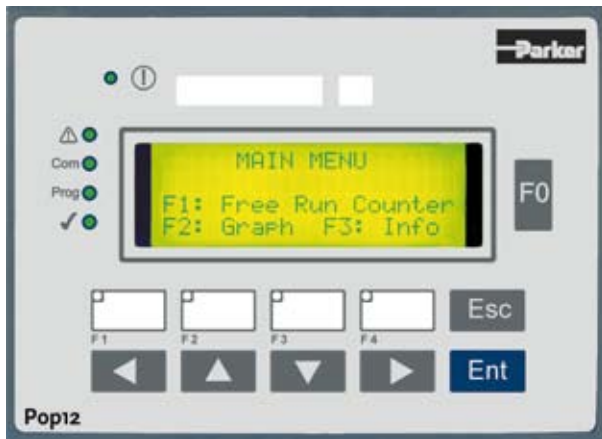 Parker
Com
Prog
MAIN MENU
F1: Free Run Counter
F2: Graph F3: Info
F0
F1 F2 F3 F4
Esc
Ent
Pop12